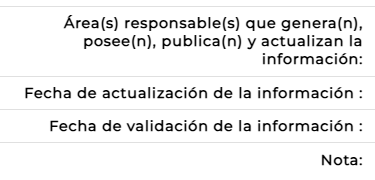 Área(s) responsable(s) que genera(n),
posee(n), publica(n) y actualizan la
información:
Fecha de actualización de la información :
Fecha de validación de la información :
Nota: